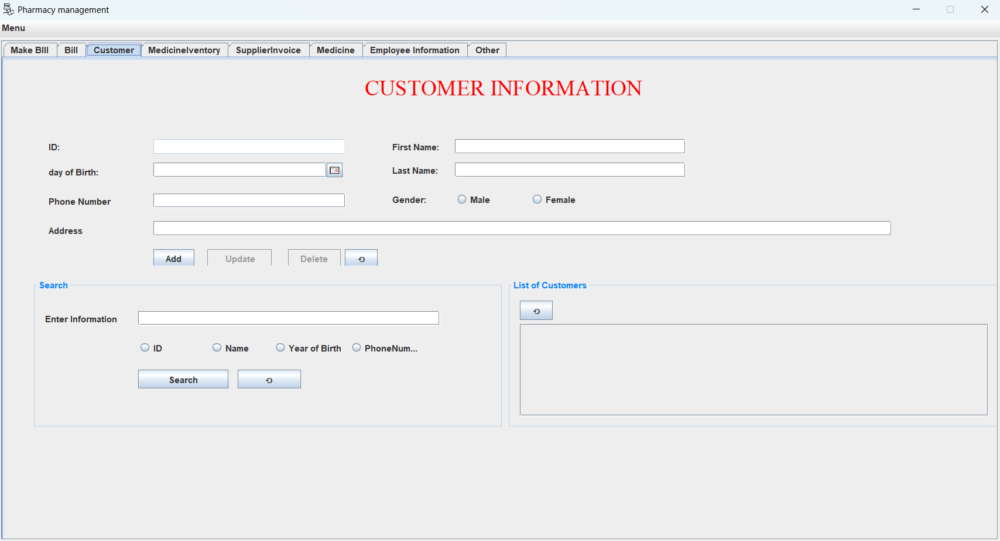 Pharmacy management
Menu
Make BIII Bill Customer MedicineIventory SupplierInvoice Medicine Employee Information Other
CUSTOMER INFORMATION
ID: First Name:
day of Birth: Last Name:
Phone Number Gender: Male Female
Address
Add Update Delete
Search List of Customers
Enter Information
ID Name Year of Birth PhoneNum...
Search